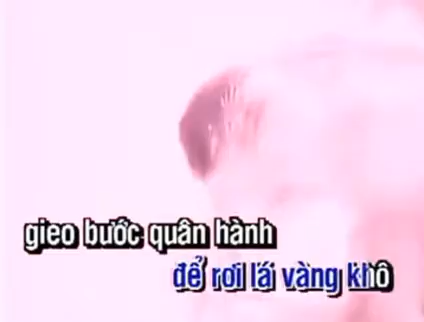 gieo bước quân hành
để rơi lá vàng khô